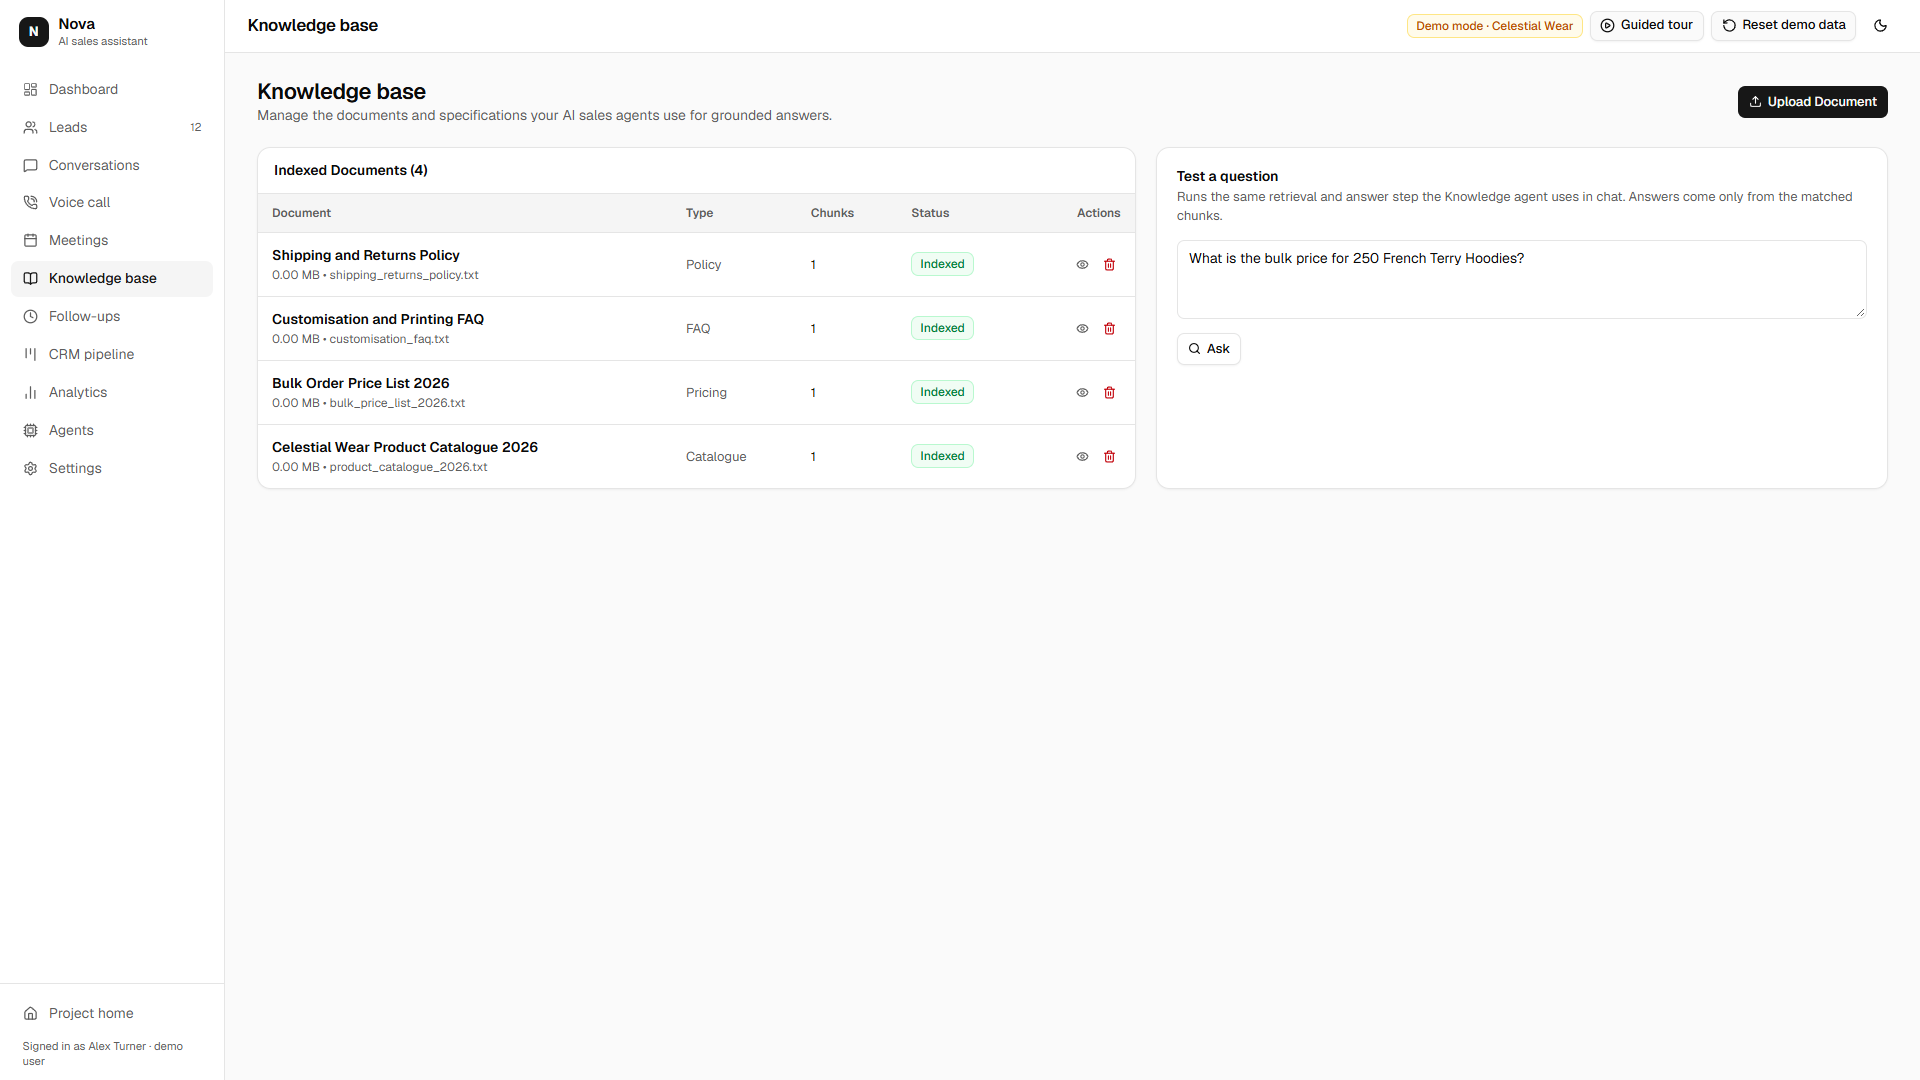 N
Nova
AI sales assistant
Dashboard
Leads 12
Conversations
Voice call
Meetings
Knowledge base
Follow-ups
CRM pipeline
Analytics
Agents
Settings
Project home
Signed in as Alex Turner · demo
user
Knowledge base
Demo mode · Celestial Wear
Guided tour
Reset demo data
Knowledge base
Manage the documents and specifications your AI sales agents use for grounded answers.
Upload Document
Indexed Documents (4)
Document Type Chunks Status Actions
Shipping and Returns Policy
0.00 MB • shipping_returns_policy.txt
Policy 1 Indexed
Customisation and Printing FAQ
0.00 MB • customisation_faq.txt
FAQ 1 Indexed
Bulk Order Price List 2026
0.00 MB • bulk_price_list_2026.txt
Pricing 1 Indexed
Celestial Wear Product Catalogue 2026
0.00 MB • product_catalogue_2026.txt
Catalogue 1 Indexed
Test a question
Runs the same retrieval and answer step the Knowledge agent uses in chat. Answers come only from the matched
chunks.
What is the bulk price for 250 French Terry Hoodies?
Ask